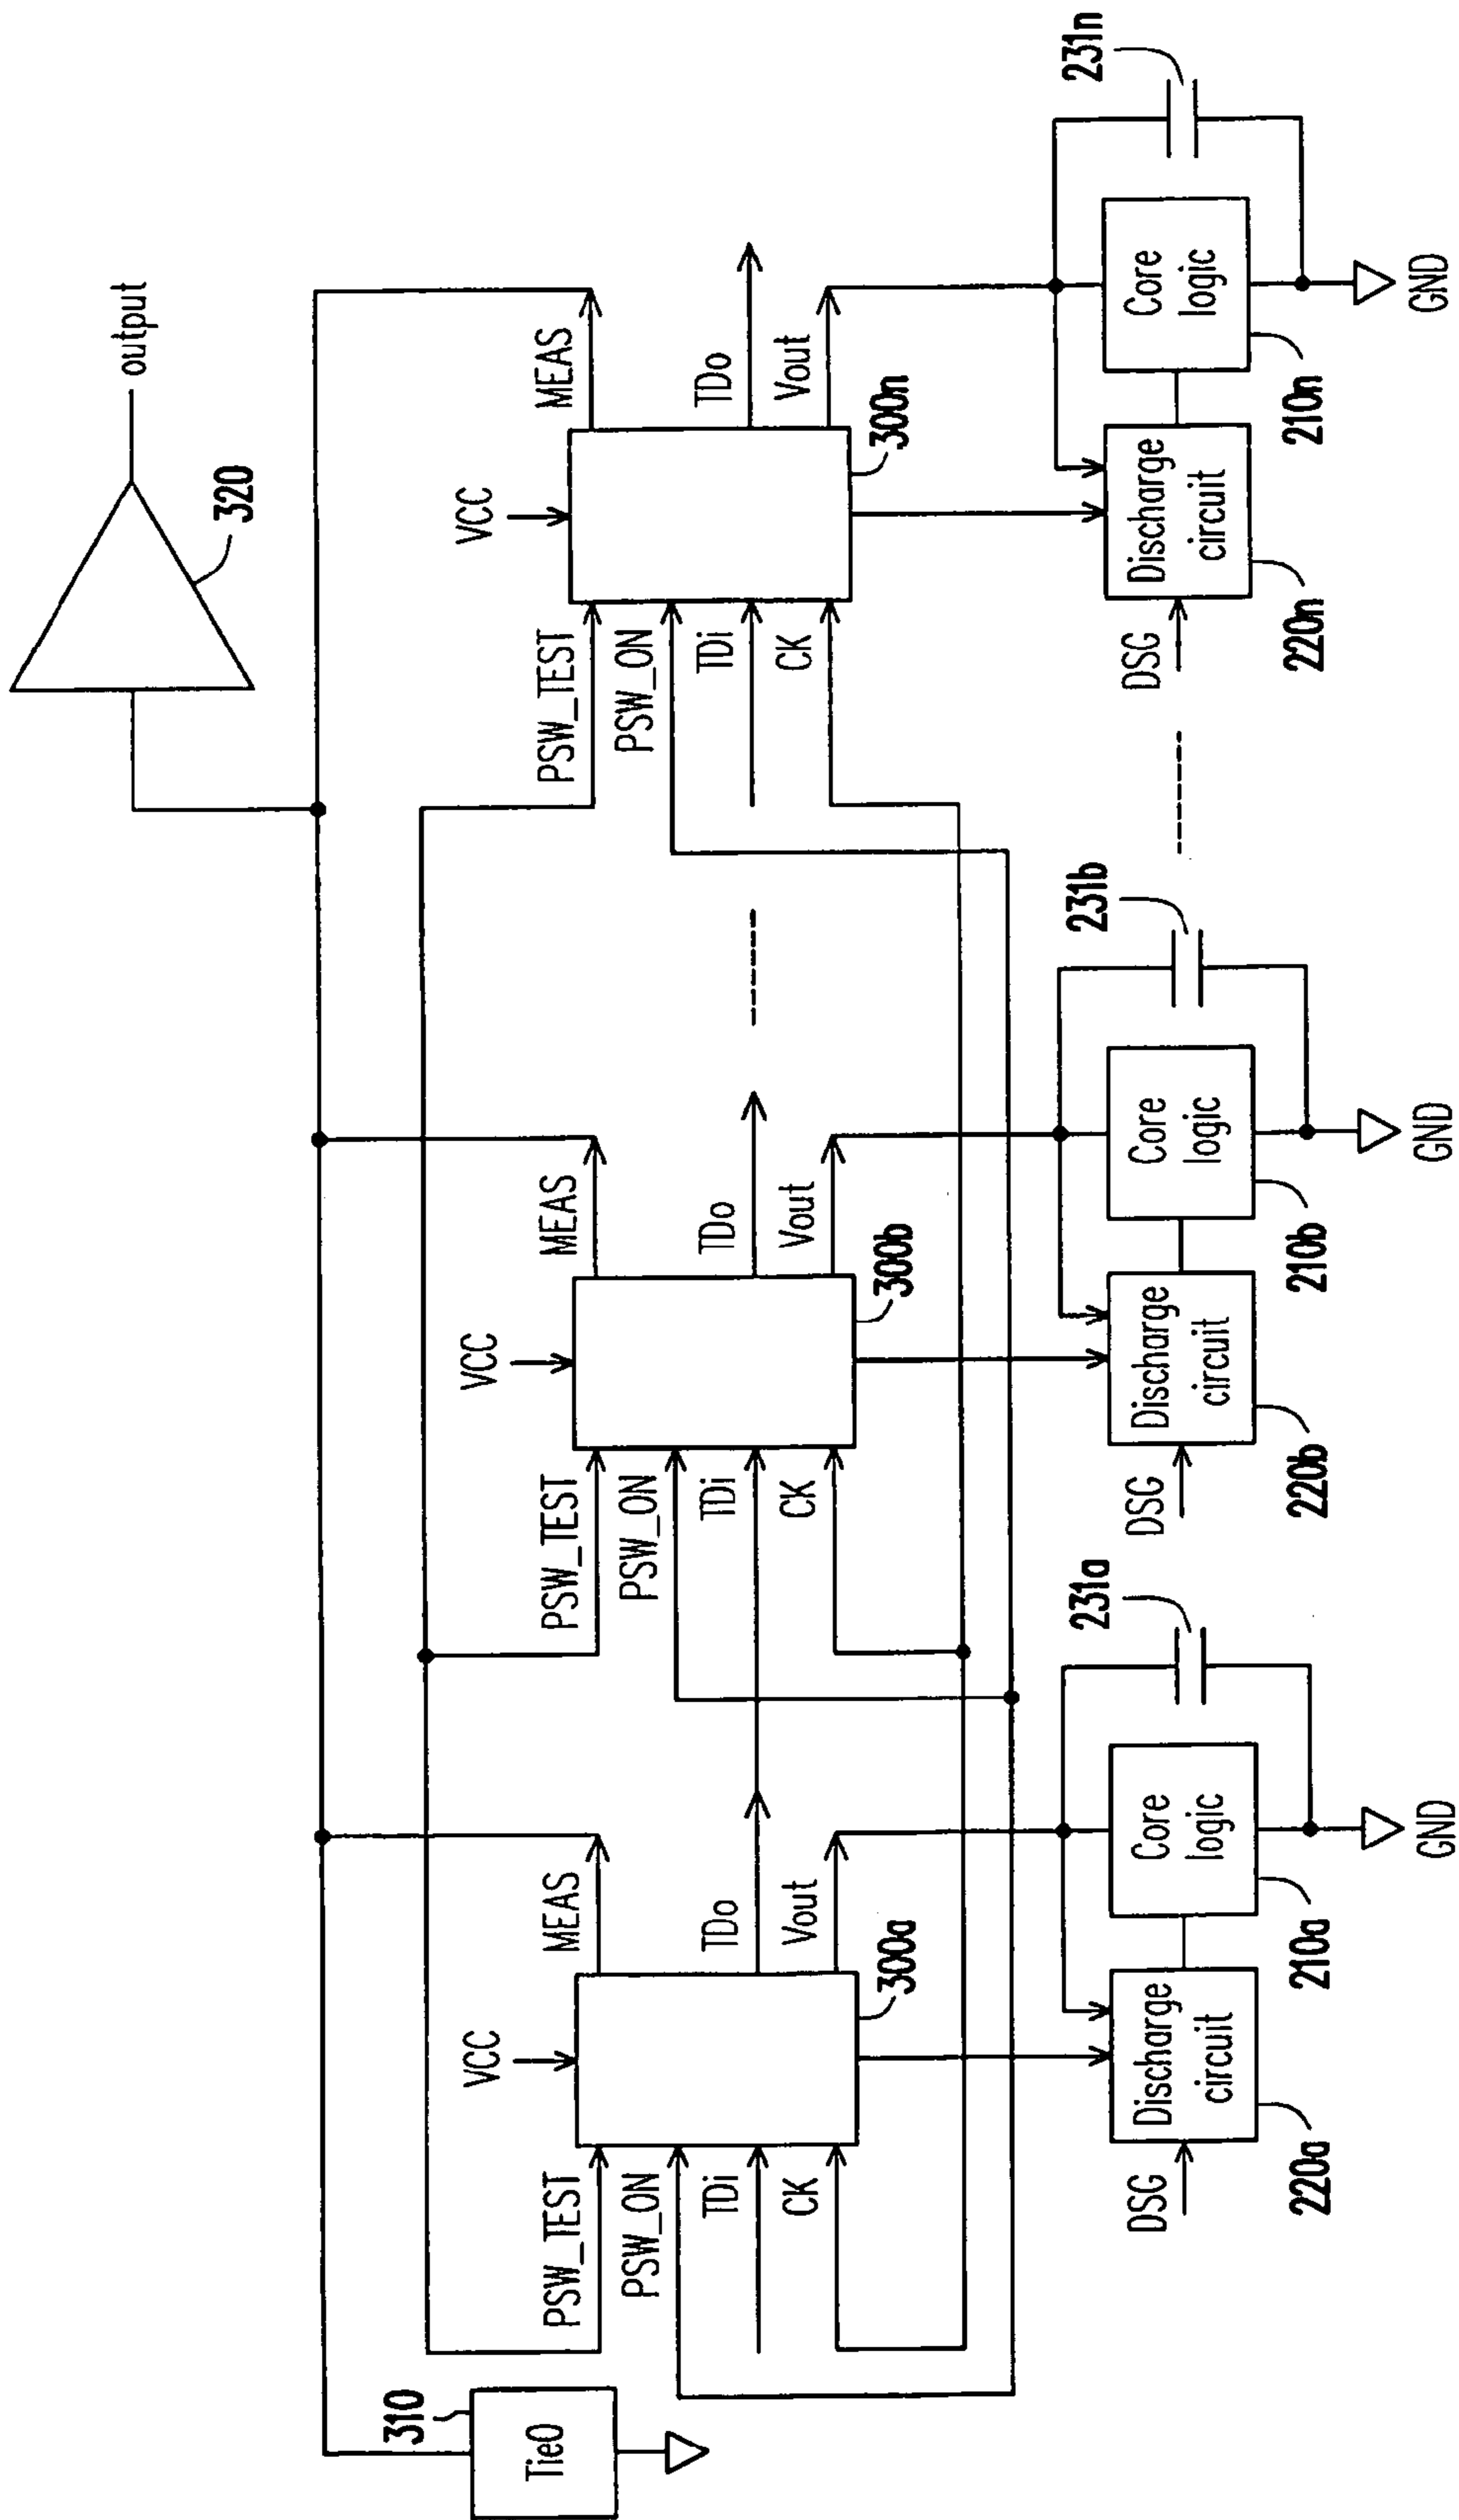 output
320
310
Tie0
PSW_TEST
PSW_ON
TDi
CK
VCC
MEAS
TDo
Vout
300a
PSW_TEST
PSW_ON
TDi
CK
VCC
MEAS
TDo
Vout
300b
PSW_TEST
PSW_ON
TDi
CK
VCC
MEAS
TDo
Vout
300n
DSG
Discharge
circuit
220a
Core
logic
210a
231a
GND
DSG
Discharge
circuit
220b
Core
logic
210b
231b
GND
DSG
Discharge
circuit
220n
Core
logic
210n
231n
GND